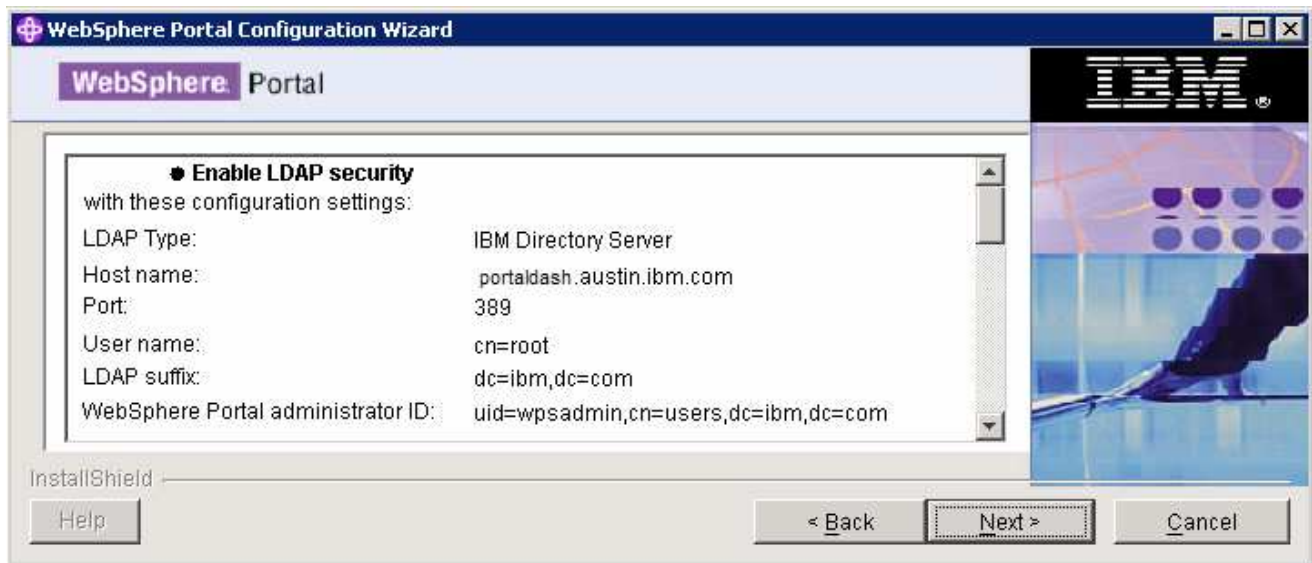 WebSphere Portal Configuration Wizard
WebSphere Portal
IBM®
● Enable LDAP security
with these configuration settings:
LDAP Type: IBM Directory Server
Host name: portaldash.austin.ibm.com
Port: 389
User name: cn=root
LDAP suffix: dc=ibm,dc=com
WebSphere Portal administrator ID: uid=wpsadmin,cn=users,dc=ibm,dc=com
InstallShield
Help
< Back
Next >
Cancel